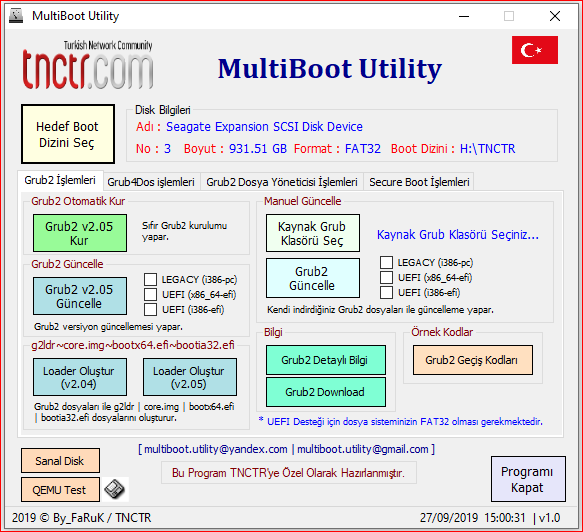 MultiBoot Utility
Turkish Network Community
tnctr.com
MultiBoot Utility
Hedef Boot
Dizini Seç
Disk Bilgileri
Adı : Seagate Expansion SCSI Disk Device
No : 3 Boyut : 931.51 GB Format : FAT32 Boot Dizini : H:\TNCTR
Grub2 İşlemleri
Grub4Dos işlemleri
Grub2 Dosya Yöneticisi İşlemleri
Secure Boot İşlemleri
Grub2 Otomatik Kur
Grub2 v2.05
Kur
Sıfır Grub2 kurulumu
yapar.
Grub2 Güncelle
Grub2 v2.05
Güncelle
LEGACY (i386-pc)
UEFI (x86_64-efi)
UEFI (i386-efi)
Grub2 versiyon güncellemesi yapar.
g2ldr~core.img~bootx64.efi~bootia32.efi
Loader Oluştur
(v2.04)
Loader Oluştur
(v2.05)
Grub2 dosyaları ile g2ldr | core.img | bootx64.efi
| bootia32.efi dosyalarını oluşturur.
Manuel Güncelle
Kaynak Grub
Klasörü Seç
Kaynak Grub Klasörü Seçiniz...
Grub2
Güncelle
LEGACY (i386-pc)
UEFI (x86_64-efi)
UEFI (i386-efi)
Kendi indirdiğiniz Grub2 dosyaları ile güncelleme yapar.
Bilgi
Grub2 Detaylı Bilgi
Grub2 Download
Örnek Kodlar
Grub2 Geçiş Kodları
* UEFI Desteği için dosya sisteminizin FAT32 olması gerekmektedir.
Sanal Disk
QEMU Test
[ multiboot.utility@yandex.com | multiboot.utility@gmail.com ]
Bu Program TNCTR'ye Özel Olarak Hazırlanmıştır.
Programı
Kapat
2019 © By_FaRuK / TNCTR
27/09/2019 15:00:31 | v1.0